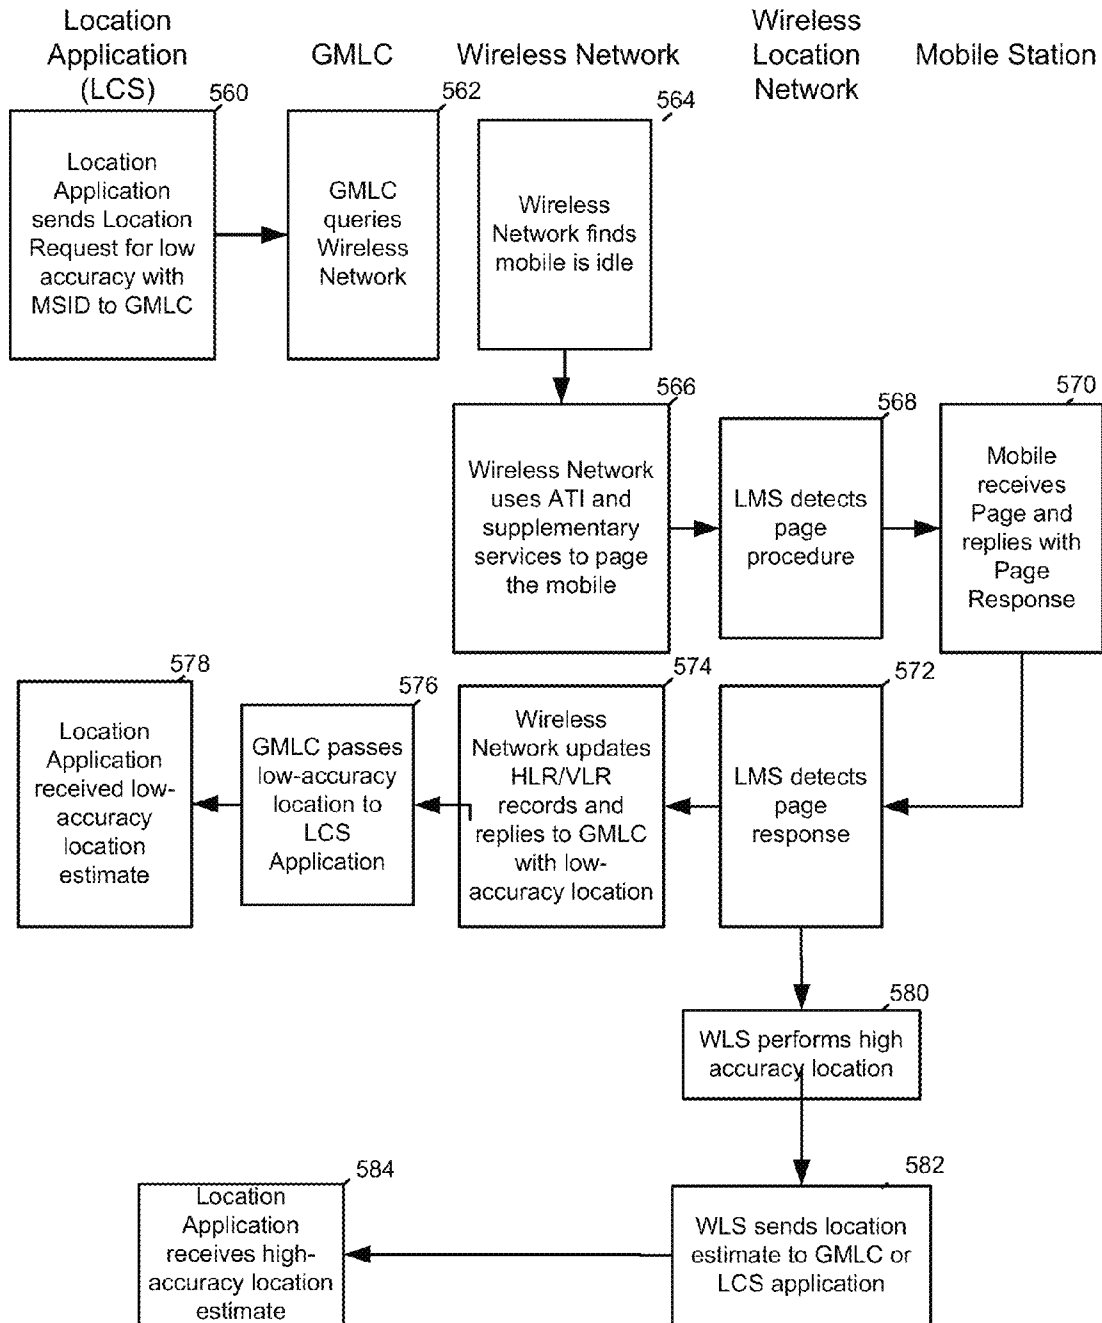 Location
Application
(LCS)
GMLC
Wireless Network
Wireless
Location
Network
Mobile Station
560
Location
Application
sends Location
Request for low
accuracy with
MSID to GMLC
562
GMLC
queries
Wireless
Network
564
Wireless
Network finds
mobile is idle
566
Wireless Network
uses ATI and
supplementary
services to page
the mobile
568
LMS detects
page
procedure
570
Mobile
receives
Page and
replies with
Page
Response
578
Location
Application
received low-
accuracy
location
estimate
576
GMLC passes
low-accuracy
location to
LCS
Application
574
Wireless
Network updates
HLR/VLR
records and
replies to GMLC
with low-
accuracy location
572
LMS detects
page
response
580
WLS performs high
accuracy location
584
Location
Application
receives high-
accuracy location
estimate
582
WLS sends location
estimate to GMLC or
LCS application